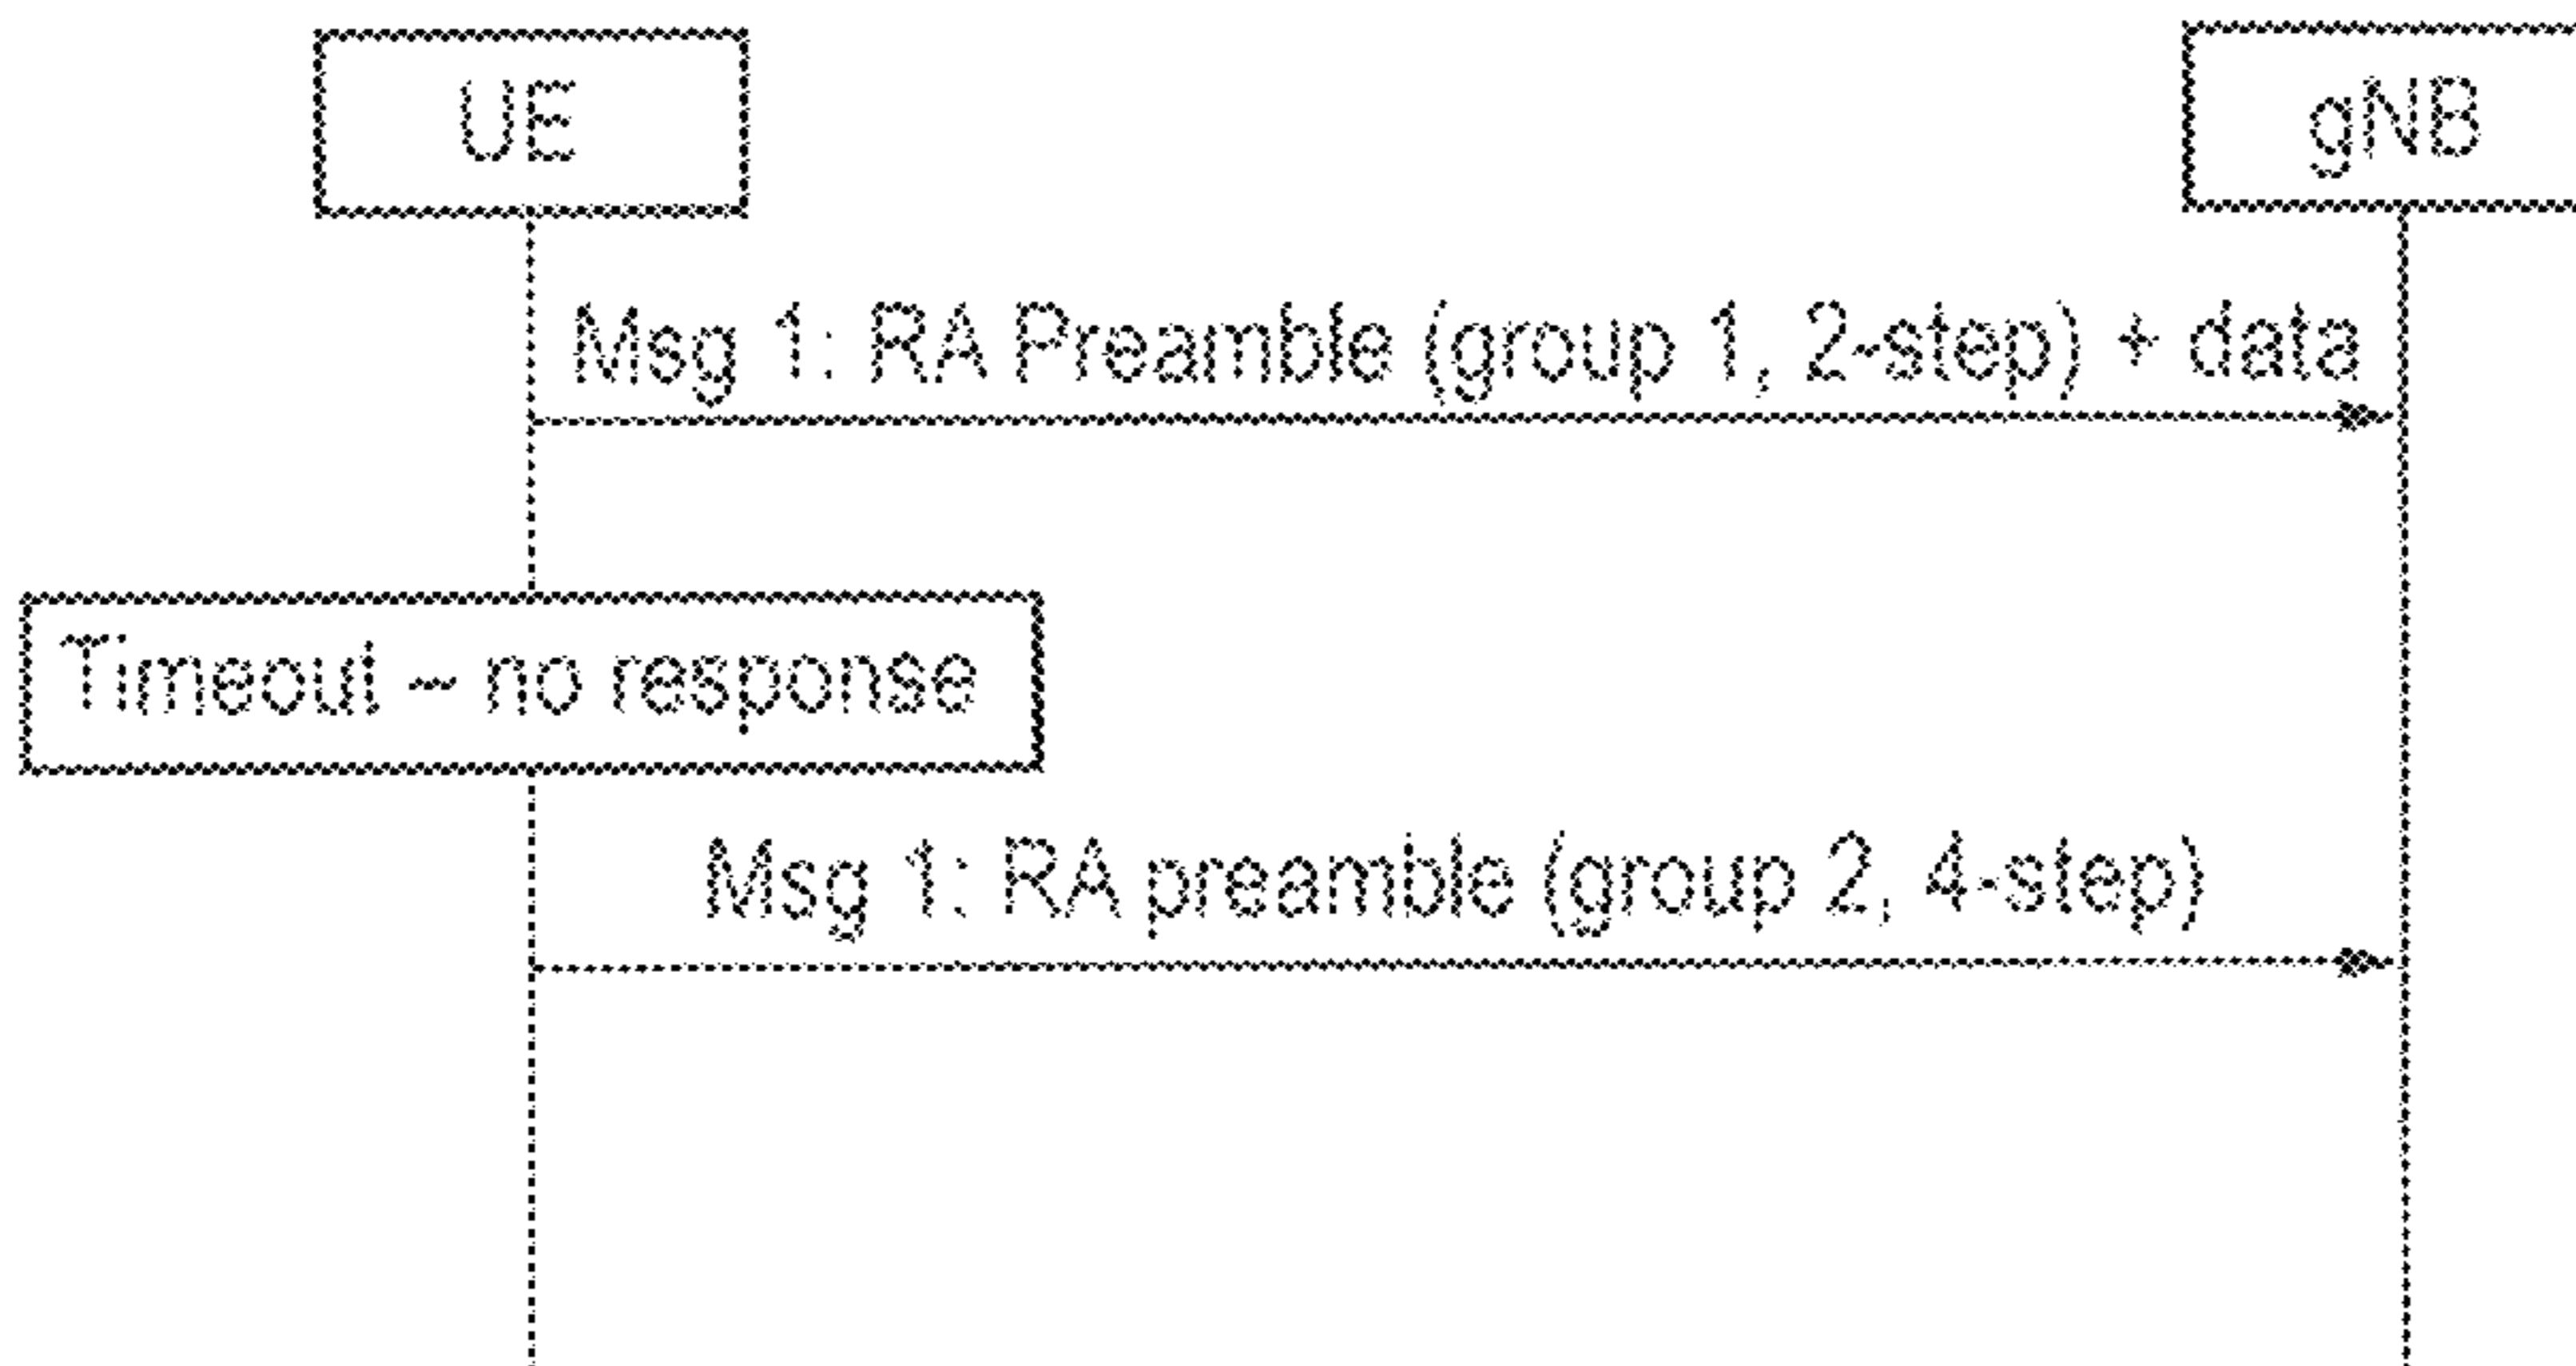 UE
gNB
Msg 1: RA Preamble (group 1, 2-step) + data
Timeout – no response
Msg 1: RA preamble (group 2, 4-step)